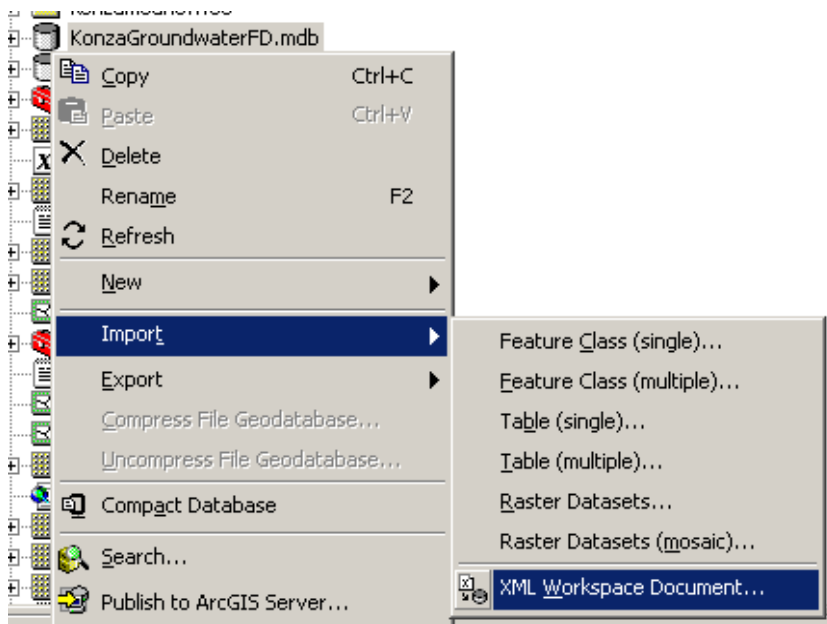 KonzaGroundwaterFD.mdb
Copy Ctrl+C
Paste Ctrl+V
Delete
Rename F2
Refresh
New
Import
Export
Compress File Geodatabase...
Uncompress File Geodatabase...
Compact Database
Search...
Publish to ArcGIS Server...
Feature Class (single)...
Feature Class (multiple)...
Table (single)...
Table (multiple)...
Raster Datasets...
Raster Datasets (mosaic)...
XML Workspace Document...